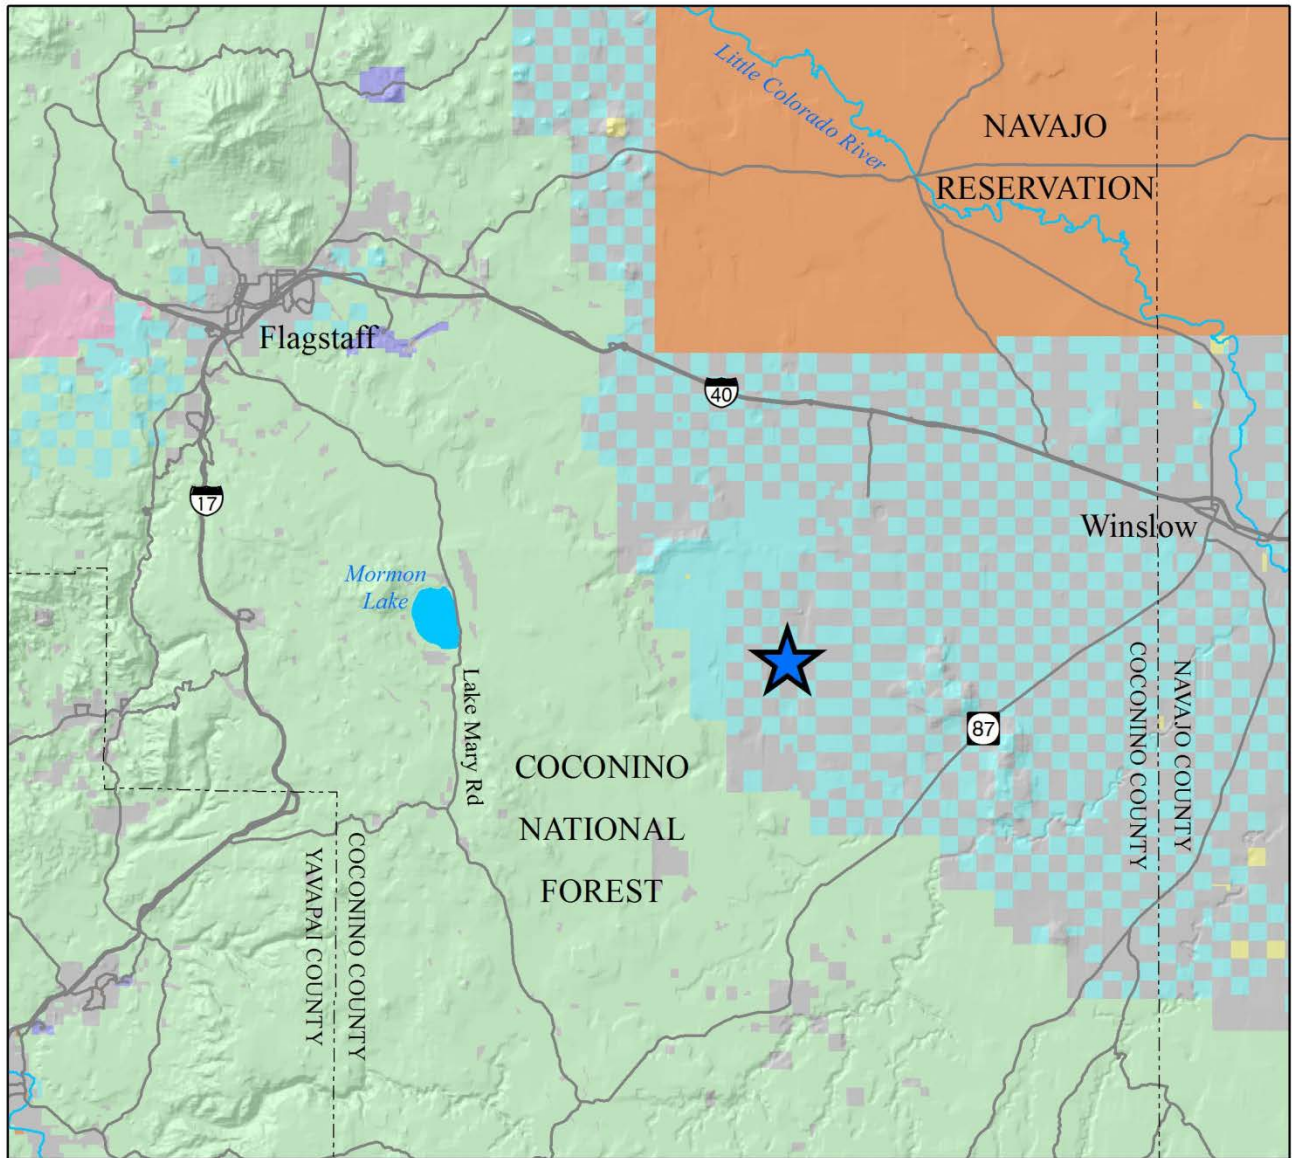 Little Colorado River
NAVAJO
RESERVATION
Flagstaff
40
17
Winslow
Mormon
Lake
Lake Mary Rd
87
COCONINO
NATIONAL
FOREST
NAVAJO COUNTY
COCONINO COUNTY
COCONINO COUNTY
YAVAPAI COUNTY